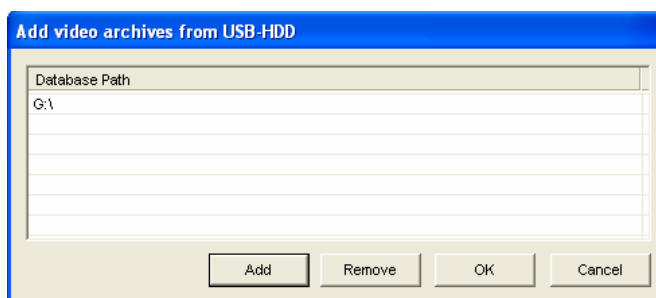 Add video archives from USB-HDD
Database Path
G:\
Add Remove OK Cancel